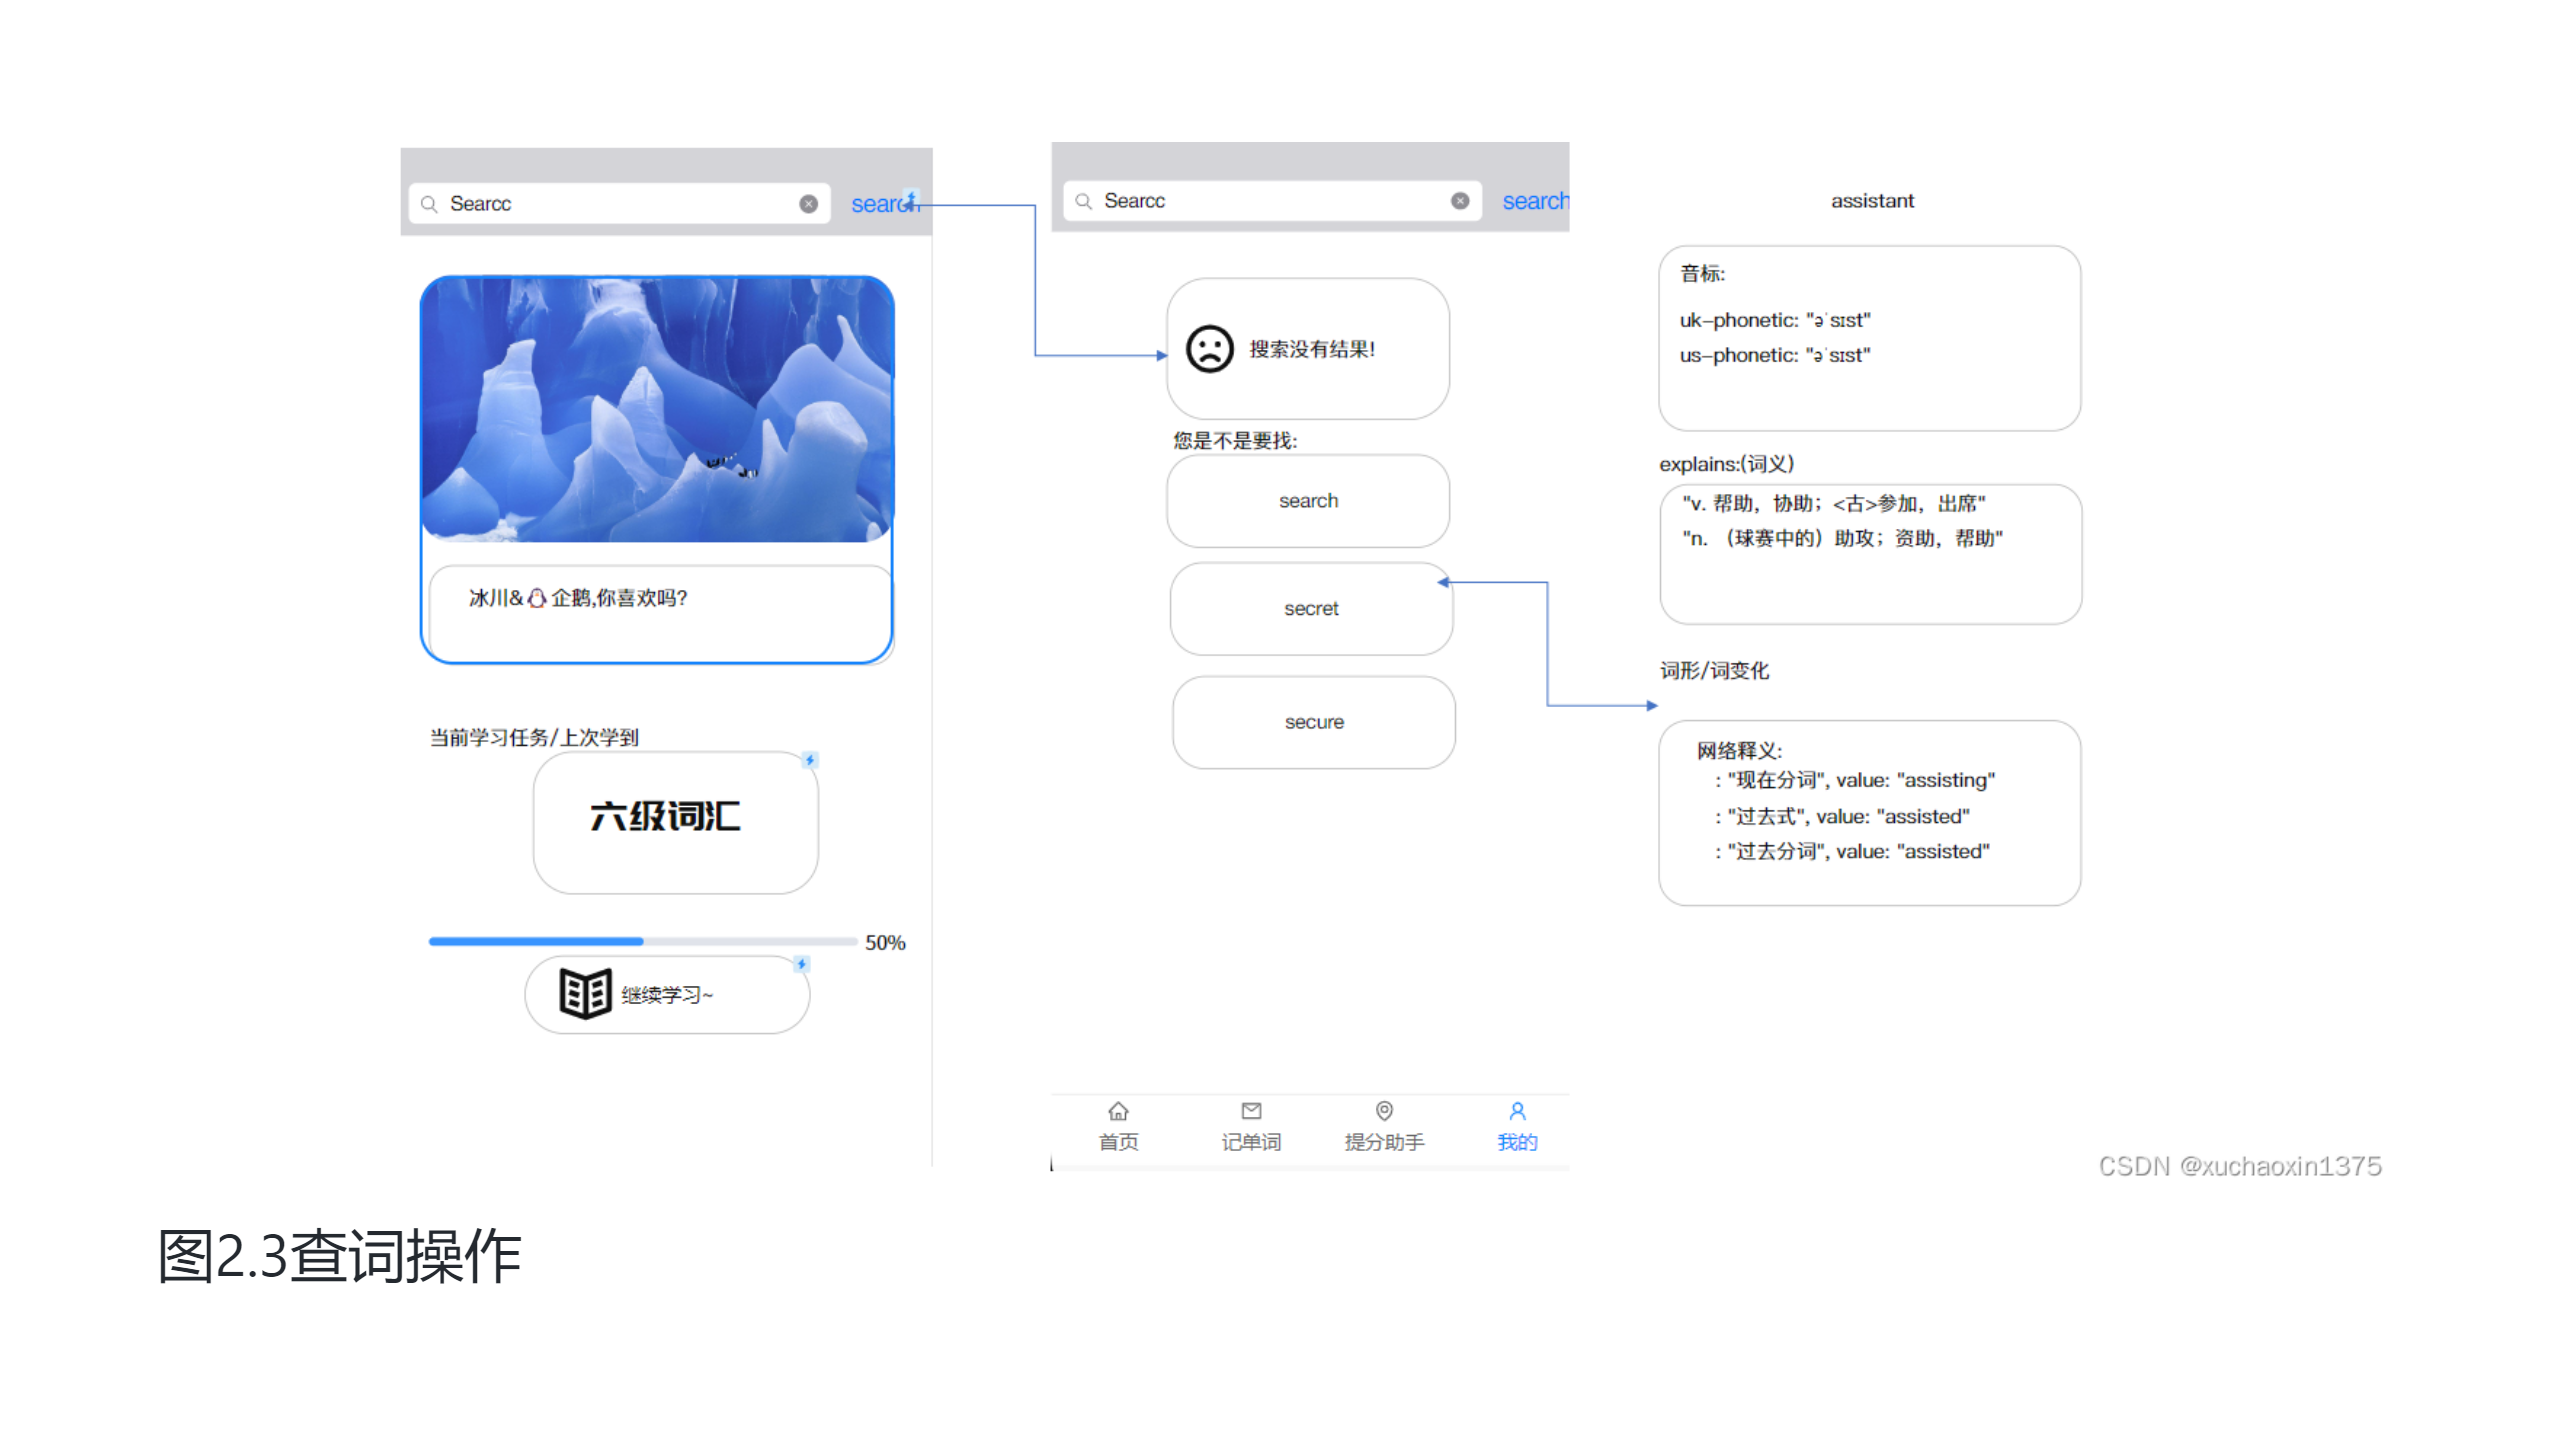 Searcc
search
冰川&🐧企鹅,你喜欢吗?
当前学习任务/上次学到
六级词汇
50%
继续学习~
Searcc
search
搜索没有结果!
您是不是要找:
search
secret
secure
首页
记单词
提分助手
我的
assistant
音标:
uk-phonetic: "əˈsɪst"
us-phonetic: "əˈsɪst"
explains:(词义)
"v. 帮助，协助；<古>参加，出席"
"n. （球赛中的）助攻；资助，帮助"
词形/词变化
网络释义:
: "现在分词", value: "assisting"
: "过去式", value: "assisted"
: "过去分词", value: "assisted"
CSDN @xuchaoxin1375
图2.3查词操作